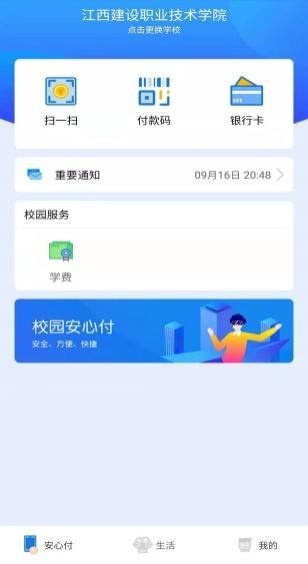 江西建设职业技术学院
点击更换学校
扫一扫
付款码
银行卡
重要通知
09月16日 20:48
校园服务
学费
校园安心付
安全、方便、快捷
安心付
生活
我的